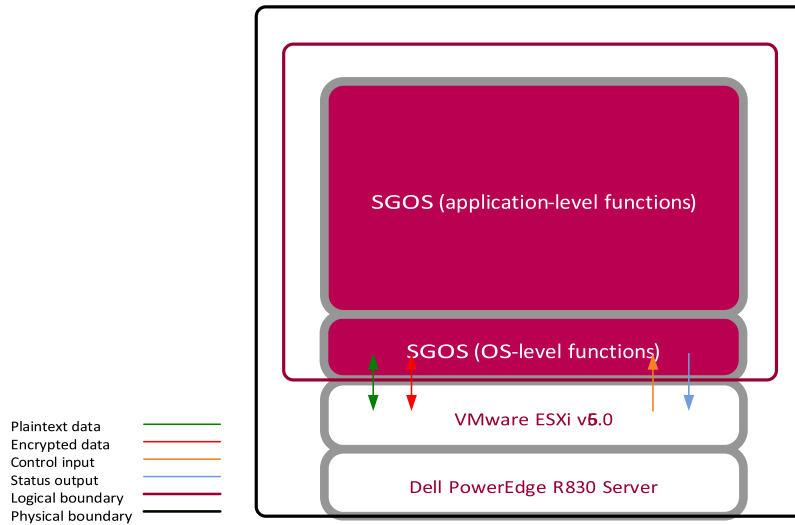 SGOS (application-level functions)
SGOS (OS-level functions)
VMware ESXi v6.0
Dell PowerEdge R830 Server
Plaintext data
Encrypted data
Control input
Status output
Logical boundary
Physical boundary